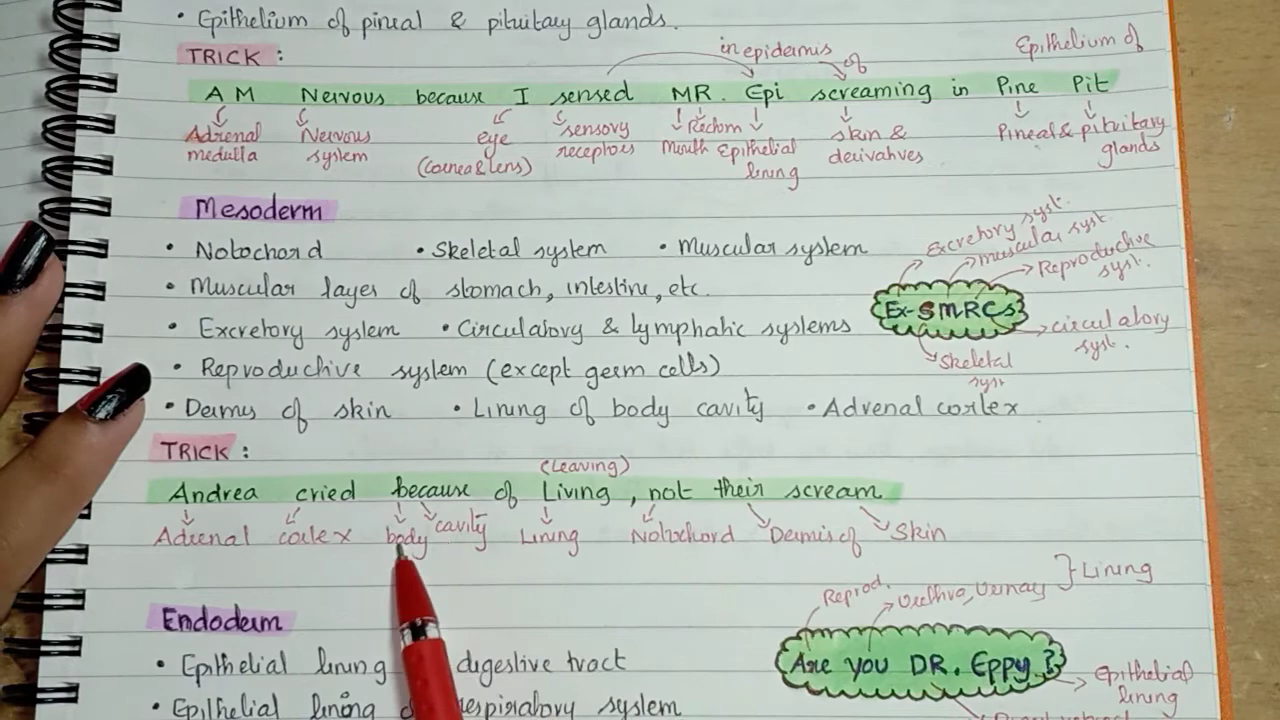 • Epithelium of pineal & pituitary glands.
TRICK :
in epidermis of
Epithelium of
AM Nervous because I sensed MR. Epi screaming in Pine Pit
Adrenal medulla
Nervous system
eye (cornea & lens)
sensory receptors
Mouth
Rectum
Epithelial lining
skin & derivatives
Pineal & pituitary glands
Mesoderm
• Notochord • Skeletal system • Muscular system
• Muscular layer of stomach, intestine, etc.
• Excretory system • Circulatory & lymphatic systems
• Reproductive system (except germ cells)
• Dermis of skin • Lining of body cavity • Adrenal cortex
Excretory syst.
muscular syst.
Reproductive syst.
Ex-SMRCs?
circulatory syst.
Skeletal syst
TRICK :
(Leaving)
Andrea cried because of Living, not their scream
Adrenal cortex body cavity Lining Notochord Dermis of Skin
Endoderm
• Epithelial lining digestive tract
• Epithelial lining respiratory system
Reprod.
Urethra,
} Lining
Are you DR. Eppy ?
Epithelial lining